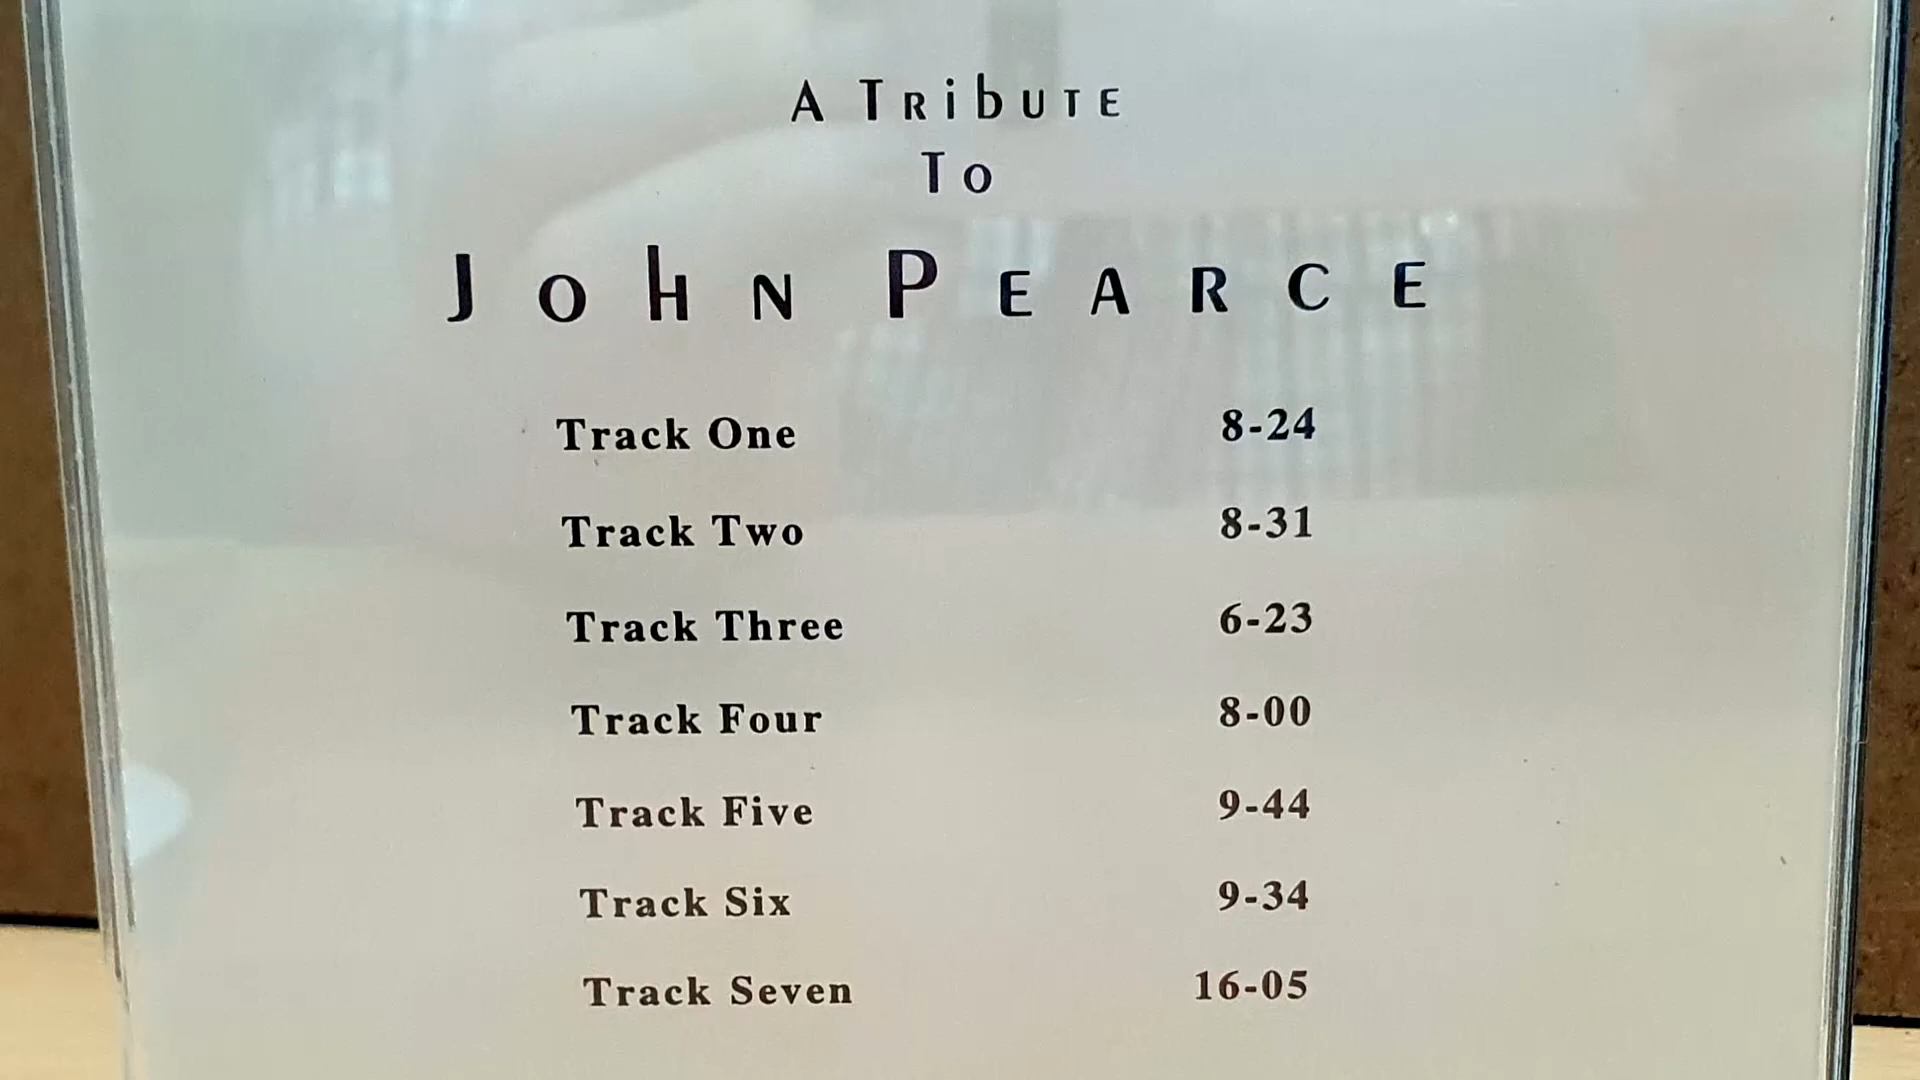 A Tribute
To
John Pearce
Track One 8-24
Track Two 8-31
Track Three 6-23
Track Four 8-00
Track Five 9-44
Track Six 9-34
Track Seven 16-05